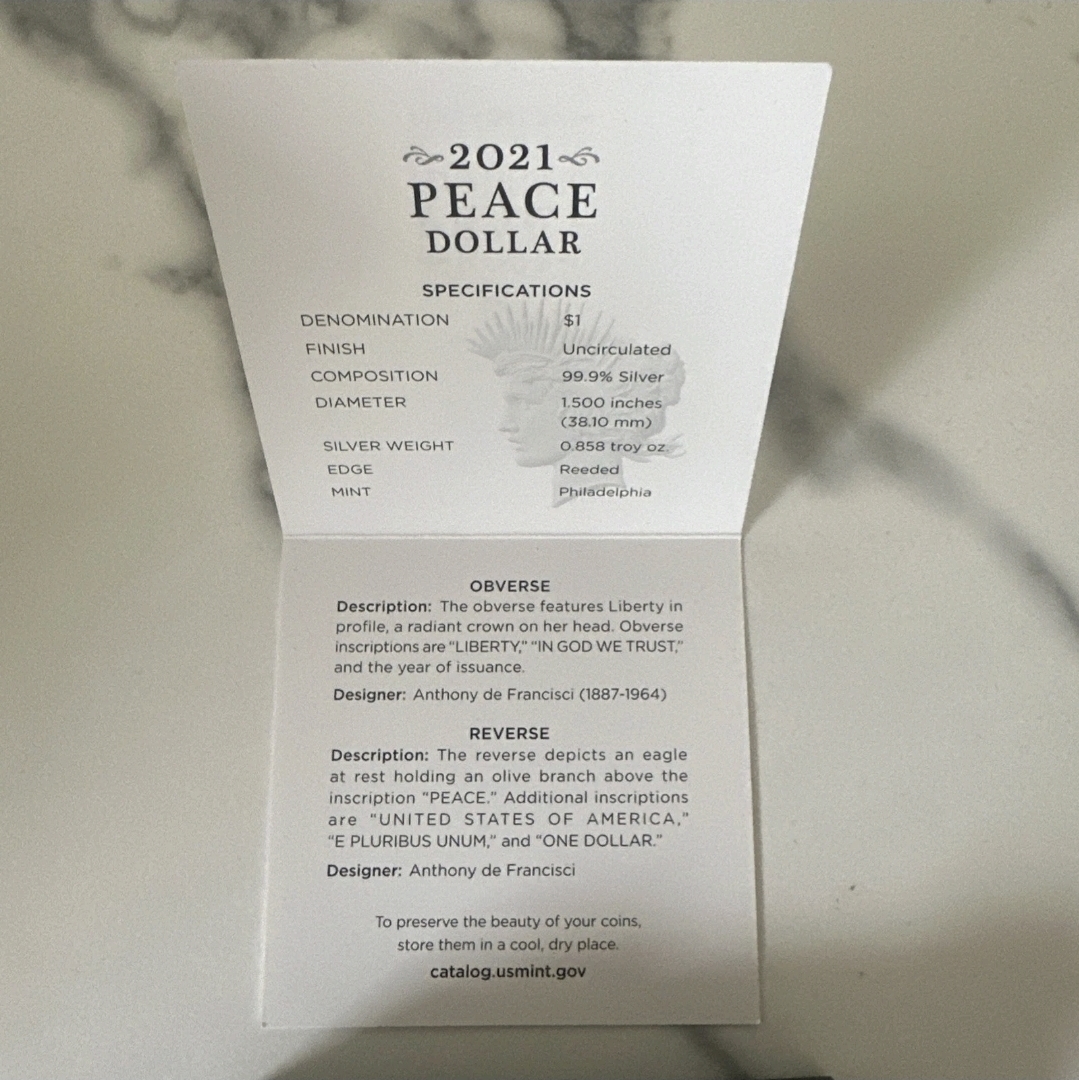 2021
PEACE
DOLLAR
SPECIFICATIONS
DENOMINATION $1
FINISH Uncirculated
COMPOSITION 99.9% Silver
DIAMETER 1.500 inches
(38.10 mm)
SILVER WEIGHT 0.858 troy oz.
EDGE Reeded
MINT Philadelphia
OBVERSE
Description: The obverse features Liberty in
profile, a radiant crown on her head. Obverse
inscriptions are “LIBERTY,” “IN GOD WE TRUST,”
and the year of issuance.
Designer: Anthony de Francisci (1887-1964)
REVERSE
Description: The reverse depicts an eagle
at rest holding an olive branch above the
inscription “PEACE.” Additional inscriptions
are “UNITED STATES OF AMERICA,”
“E PLURIBUS UNUM,” and “ONE DOLLAR.”
Designer: Anthony de Francisci
To preserve the beauty of your coins,
store them in a cool, dry place.
catalog.usmint.gov